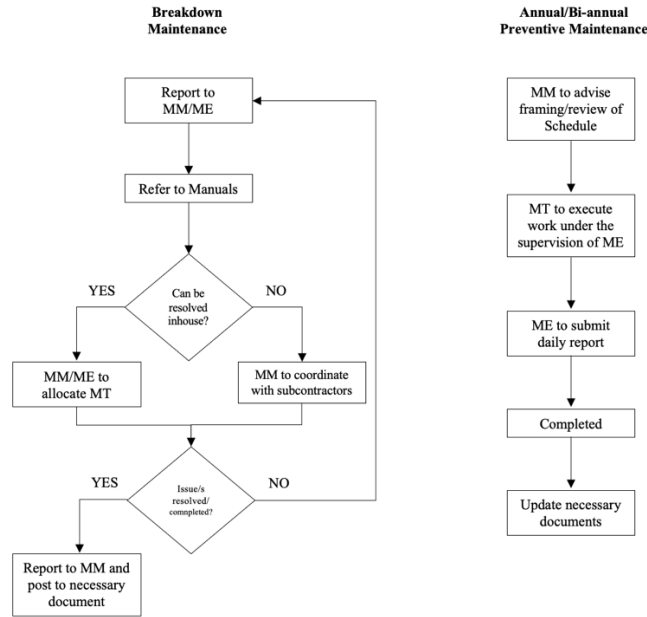 Breakdown
Maintenance
Report to
MM/ME
Refer to Manuals
Can be
resolved
inhouse?
YES
NO
MM/ME to
allocate MT
MM to coordinate
with subcontractors
Issue/s
resolved/
comnpleted?
YES
NO
Report to MM and
post to necessary
document
Annual/Bi-annual
Preventive Maintenance
MM to advise
framing/review of
Schedule
MT to execute
work under the
supervision of ME
ME to submit
daily report
Completed
Update necessary
documents